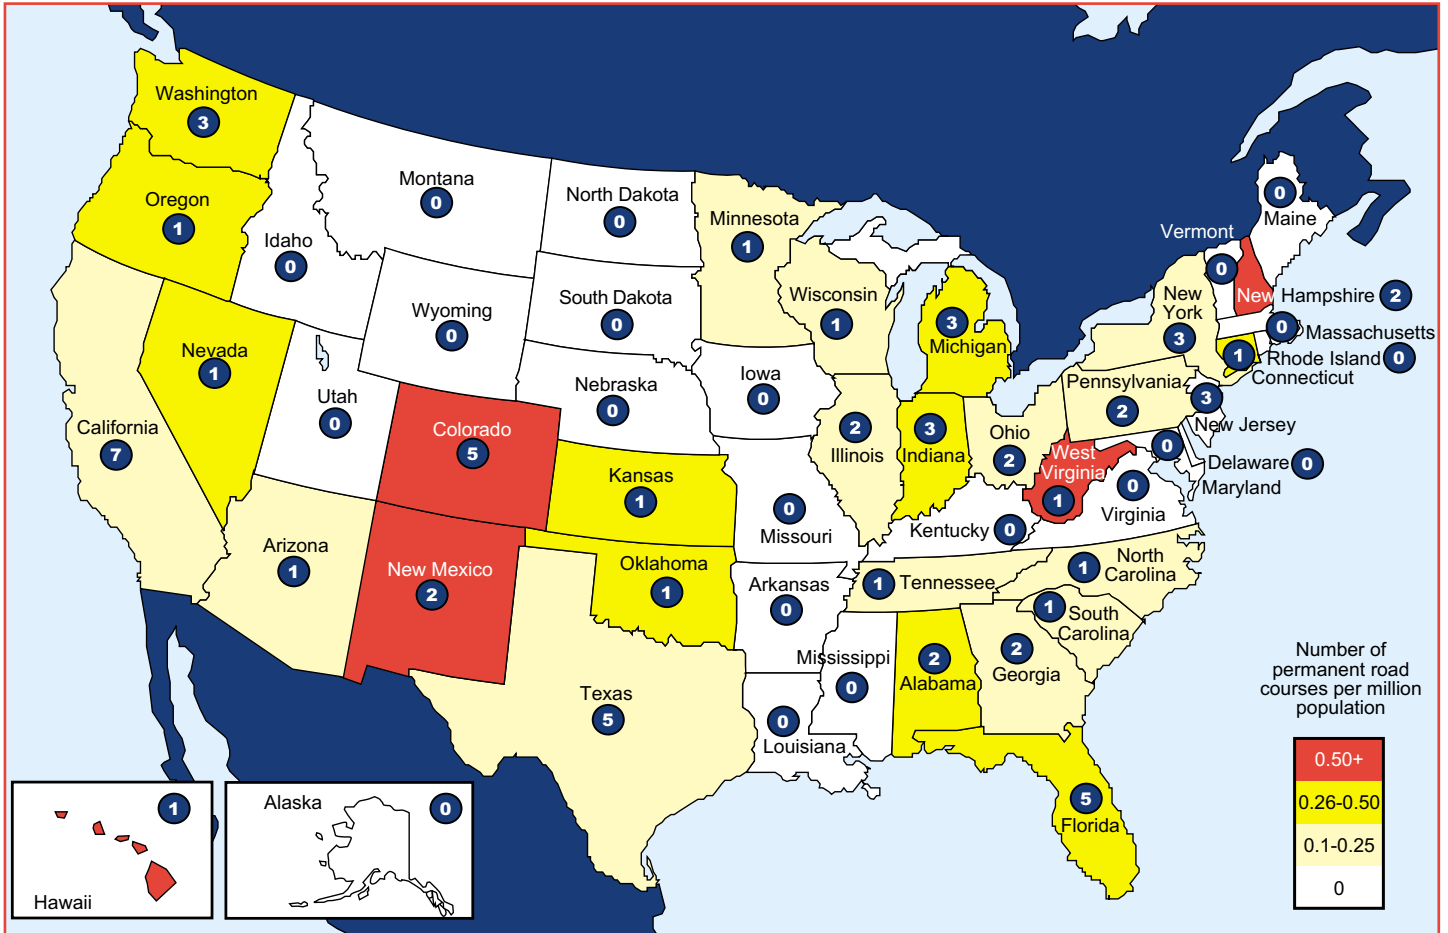 Washington
3
Oregon
1
Idaho
0
Montana
0
North Dakota
0
Minnesota
1
Wyoming
0
South Dakota
0
Wisconsin
1
3
Michigan
Nevada
1
Utah
0
Nebraska
0
Iowa
0
California
7
Colorado
5
Kansas
1
0
Missouri
2
Illinois
3
Indiana
Ohio
2
West
Virginia
1
0
Virginia
Kentucky
0
Pennsylvania
2
New
York
3
Vermont
0
0
Maine
New Hampshire
2
0
Massachusetts
Rhode Island
0
1
Connecticut
3
New Jersey
Delaware
0
0
Maryland
Arizona
1
New Mexico
2
Oklahoma
1
Arkansas
0
1
Tennessee
1
North
Carolina
1
South
Carolina
Texas
5
0
Louisiana
Mississippi
0
2
Alabama
2
Georgia
5
Florida
1
Hawaii
Alaska
0
Number of
permanent road
courses per million
population
0.50+
0.26-0.50
0.1-0.25
0